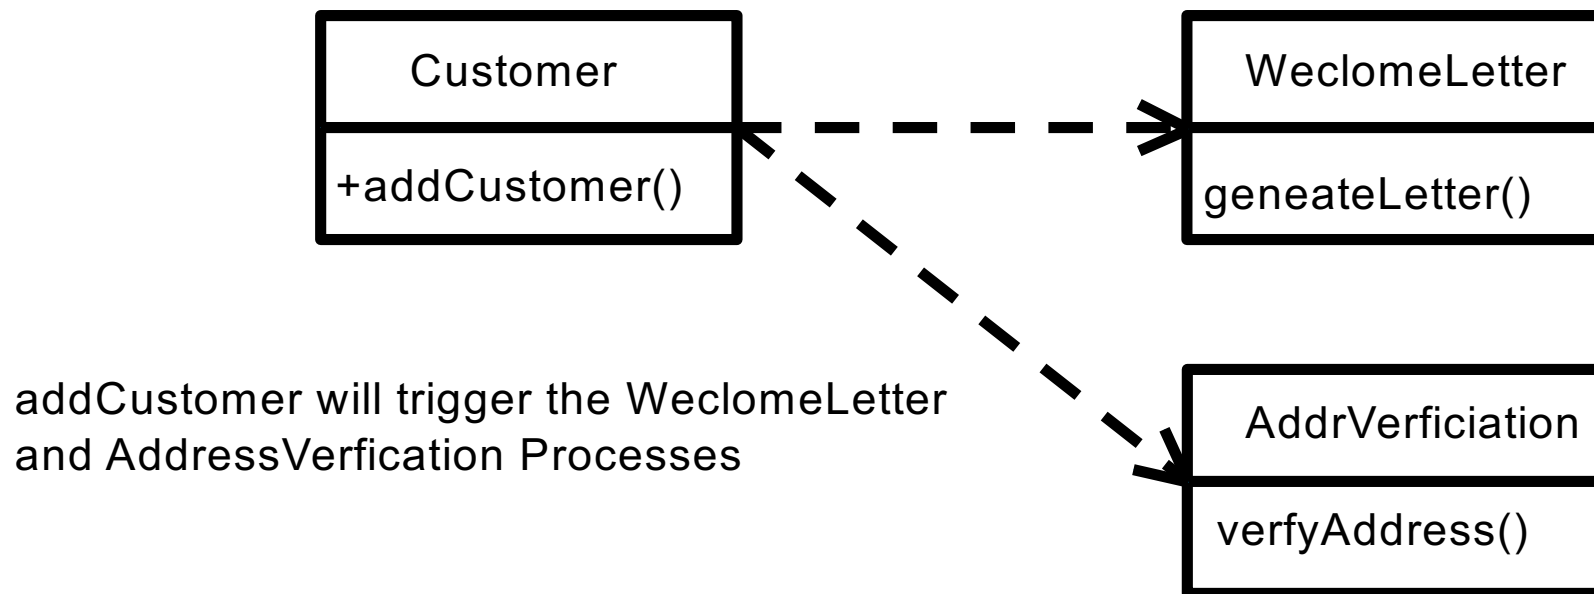 Customer
+addCustomer()
WeclomeLetter
geneateLetter()
addCustomer will trigger the WeclomeLetter
and AddressVerfication Processes
AddrVerficiation
verfyAddress()